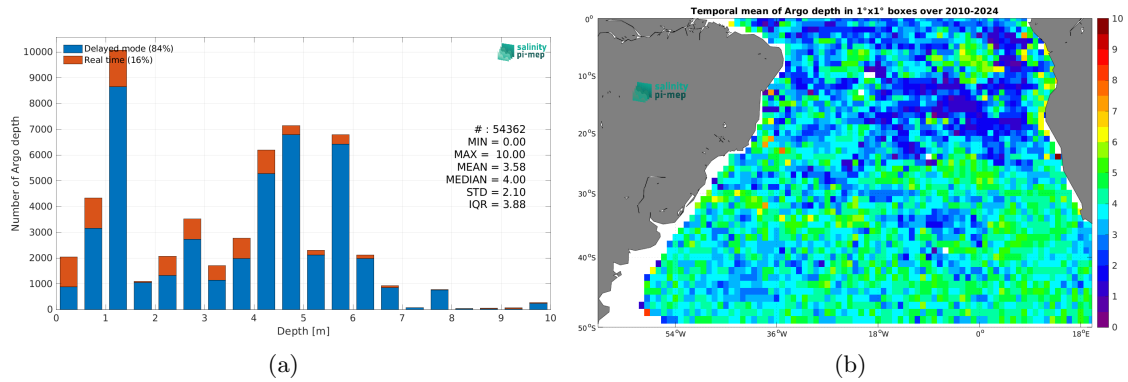 Delayed mode (84%)
Real time (16%)
salinity
pi-mep
# : 54362
MIN = 0.00
MAX = 10.00
MEAN = 3.58
MEDIAN = 4.00
STD = 2.10
IQR = 3.88
Number of Argo depth
10000
9000
8000
7000
6000
5000
4000
3000
2000
1000
0
0 1 2 3 4 5 6 7 8 9 10
Depth [m]
(a)
Temporal mean of Argo depth in 1°x1° boxes over 2010-2024
salinity
pi-mep
0°
10°S
20°S
30°S
40°S
50°S
54°W 36°W 18°W 0° 18°E
10
9
8
7
6
5
4
3
2
1
0
(b)